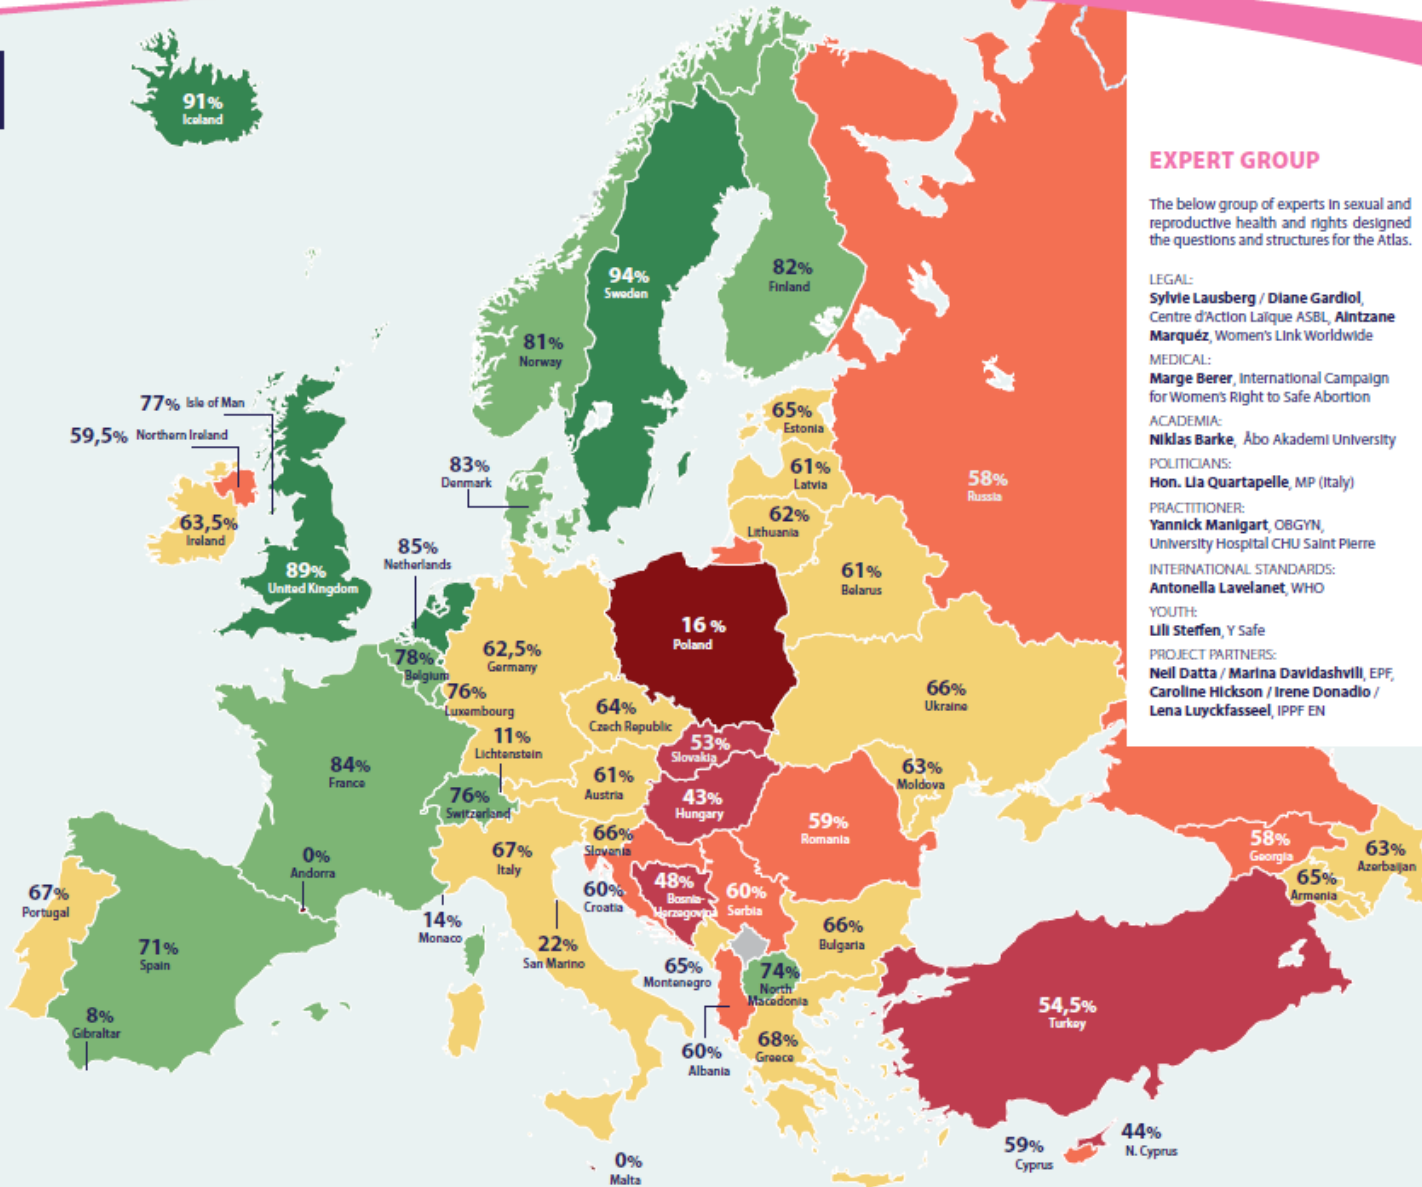 91%
Iceland
94%
Sweden
82%
Finland
81%
Norway
77% Isle of Man
59,5% Northern Ireland
65%
Estonia
83%
Denmark
61%
Latvia
58%
Russia
63,5%
Ireland
62%
Lithuania
85%
Netherlands
89%
United Kingdom
61%
Belarus
16 %
Poland
62,5%
Germany
78%
Belgium
76%
Luxembourg
66%
Ukraine
64%
Czech Republic
11%
Lichtenstein
53%
Slovakia
84%
France
61%
Austria
63%
Moldova
76%
Switzerland
43%
Hungary
59%
Romania
66%
Slovenia
67%
Italy
58%
Georgia
63%
Azerbaijan
0%
Andorra
65%
Armenia
67%
Portugal
60%
Croatia
48%
Bosnia-
Herzegovina
60%
Serbia
14%
Monaco
71%
Spain
22%
San Marino
66%
Bulgaria
65%
Montenegro
74%
North
Macedonia
8%
Gibraltar
54,5%
Turkey
60%
Albania
68%
Greece
59%
Cyprus
44%
N. Cyprus
0%
Malta
EXPERT GROUP
The below group of experts in sexual and
reproductive health and rights designed
the questions and structures for the Atlas.
LEGAL:
Sylvie Lausberg / Diane Gardiol,
Centre d'Action Laïque ASBL, Aintzane
Marquéz, Women's Link Worldwide
MEDICAL:
Marge Berer, International Campaign
for Women's Right to Safe Abortion
ACADEMIA:
Niklas Barke, Åbo Akademi University
POLITICIANS:
Hon. Lia Quartapelle, MP (Italy)
PRACTITIONER:
Yannick Manigart, OBGYN,
University Hospital CHU Saint Pierre
INTERNATIONAL STANDARDS:
Antonella Lavelanet, WHO
YOUTH:
Lili Steffen, Y Safe
PROJECT PARTNERS:
Neil Datta / Marina Davidashvili, EPF,
Caroline Hickson / Irene Donadio /
Lena Luyckfasseel, IPPF EN